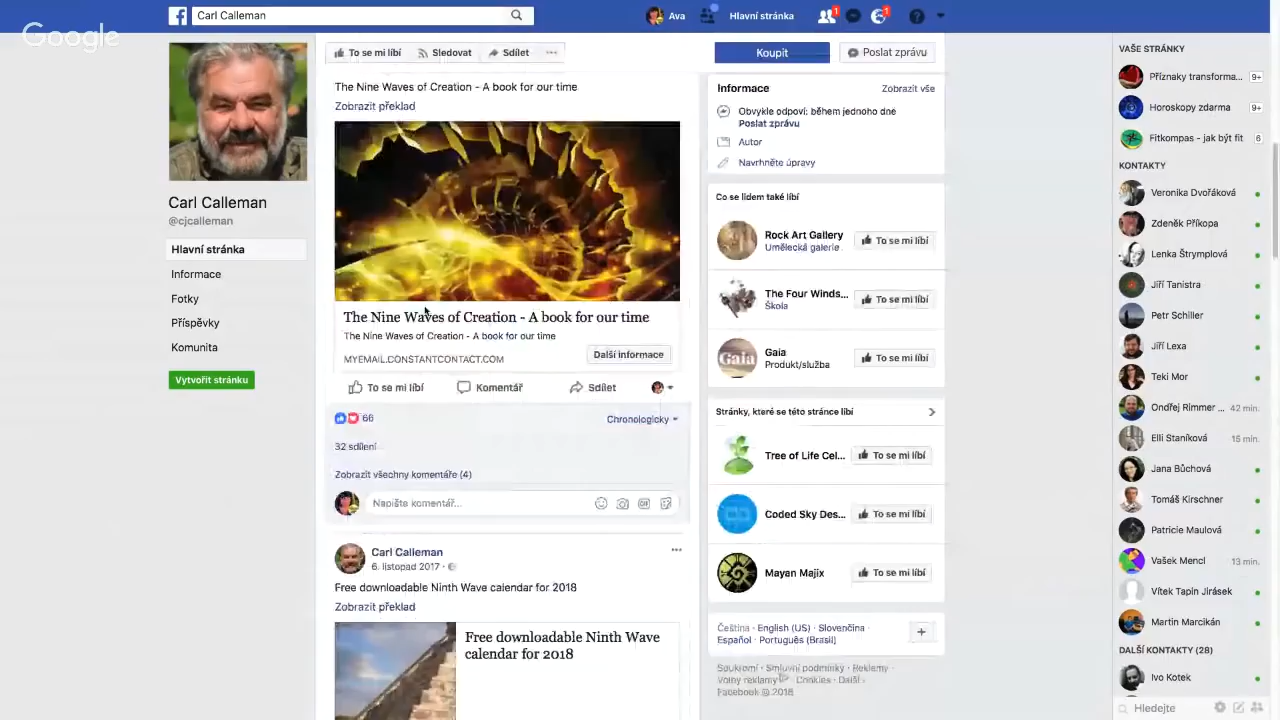 Carl Calleman
Ava
Hlavní stránka
1
1
Google
To se mi líbí
Sledovat
Sdílet
Koupit
Poslat zprávu
Carl Calleman
@cjcalleman
Hlavní stránka
Informace
Fotky
Příspěvky
Komunita
Vytvořit stránku
The Nine Waves of Creation - A book for our time
Zobrazit překlad
The Nine Waves of Creation - A book for our time
The Nine Waves of Creation - A book for our time
MYEMAIL.CONSTANTCONTACT.COM
Další informace
To se mi líbí
Komentář
Sdílet
66
Chronologicky
32 sdílení
Zobrazit všechny komentáře (4)
Napište komentář...
Carl Calleman
6. listopad 2017
Free downloadable Ninth Wave calendar for 2018
Zobrazit překlad
Free downloadable Ninth Wave
calendar for 2018
Informace
Zobrazit vše
Obvykle odpoví: během jednoho dne
Poslat zprávu
Autor
Navrhněte úpravy
Co se lidem také líbí
Rock Art Gallery
Umělecká galerie
To se mi líbí
The Four Winds...
Škola
To se mi líbí
Gaia
Gaia
Produkt/služba
To se mi líbí
Stránky, které se této stránce líbí
Tree of Life Cel...
To se mi líbí
Coded Sky Des...
To se mi líbí
Mayan Majix
To se mi líbí
Čeština · English (US) · Slovenčina ·
Español · Português (Brasil)
Soukromí · Smluvní podmínky · Reklamy ·
Volby reklamy · Cookies · Další ·
Facebook © 2018
VAŠE STRÁNKY
Příznaky transforma... 9+
Horoskopy zdarma 9+
Fitkompas - jak být fit 6
KONTAKTY
Veronika Dvořáková
Zdeněk Příkopa
Lenka Štrymplová
Jiří Tanistra
Petr Schiller
Jiří Lexa
Teki Mor
Ondřej Rimmer ... 42 min.
Elli Staníková 15 min.
Jana Bůchová
Tomáš Kirschner
Patricie Maulová
Vašek Mencl 13 min.
Vítek Tapin Jirásek
Martin Marcikán
DALŠÍ KONTAKTY (28)
Ivo Kotek
Hledejte